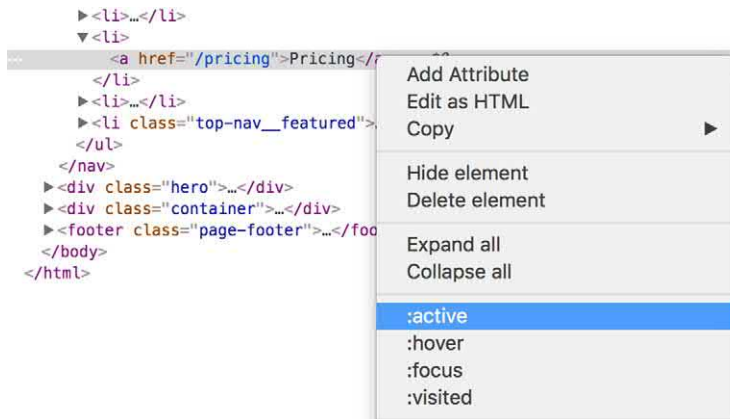 ▶<li>…</li>
▼<li>
<a href="/pricing">Pricing</a
</li>
▶<li>…</li>
▶<li class="top-nav__featured">
</ul>
</nav>
▶<div class="hero">…</div>
▶<div class="container">…</div>
▶<footer class="page-footer">…</foo
</body>
</html>
Add Attribute
Edit as HTML
Copy ▶
Hide element
Delete element
Expand all
Collapse all
:active
:hover
:focus
:visited